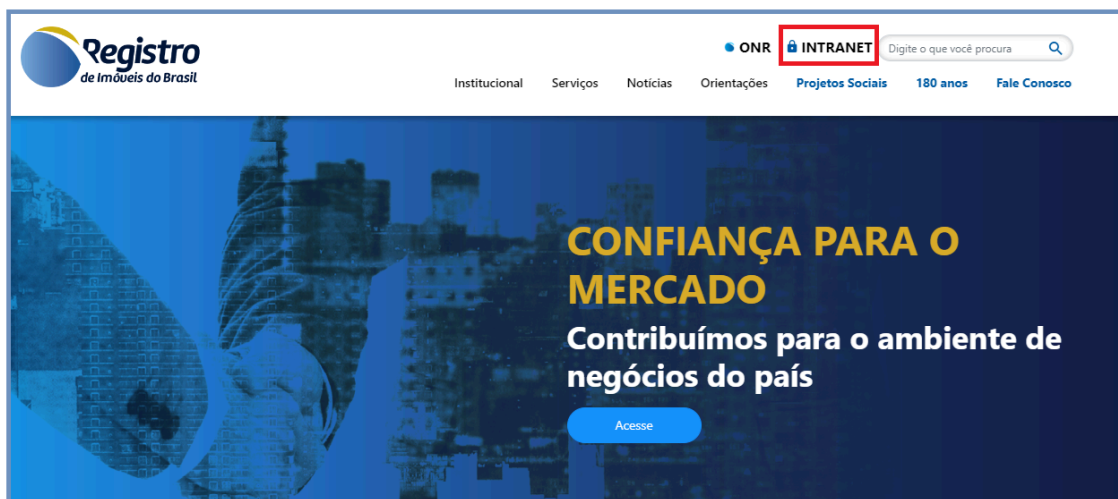 Registro
de Imóveis do Brasil
ONR INTRANET Digite o que você procura
Institucional Serviços Notícias Orientações Projetos Sociais 180 anos Fale Conosco
CONFIANÇA PARA O
MERCADO
Contribuímos para o ambiente de
negócios do país
Acesse